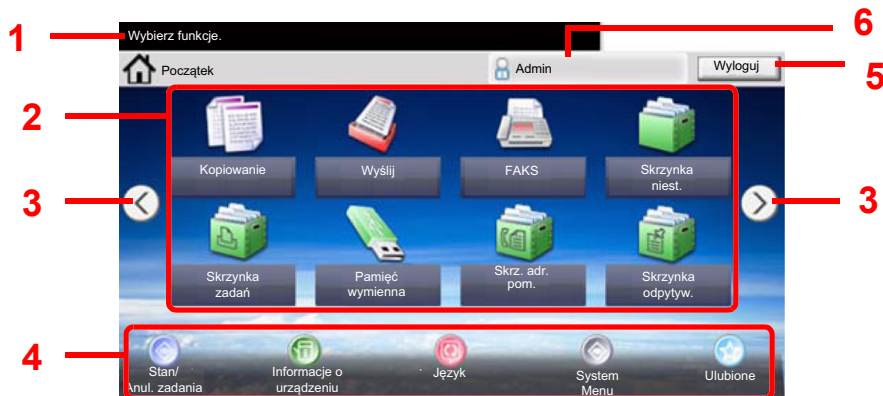 1
Wybierz funkcje.
6
Początek
Admin
Wyloguj
5
2
Kopiowanie
Wyślij
FAKS
Skrzynka
niest.
3
3
Skrzynka
zadań
Pamięć
wymienna
Skrz. adr.
pom.
Skrzynka
odpytyw.
4
Stan/
Anul. zadania
Informacje o
urządzeniu
Język
System
Menu
Ulubione